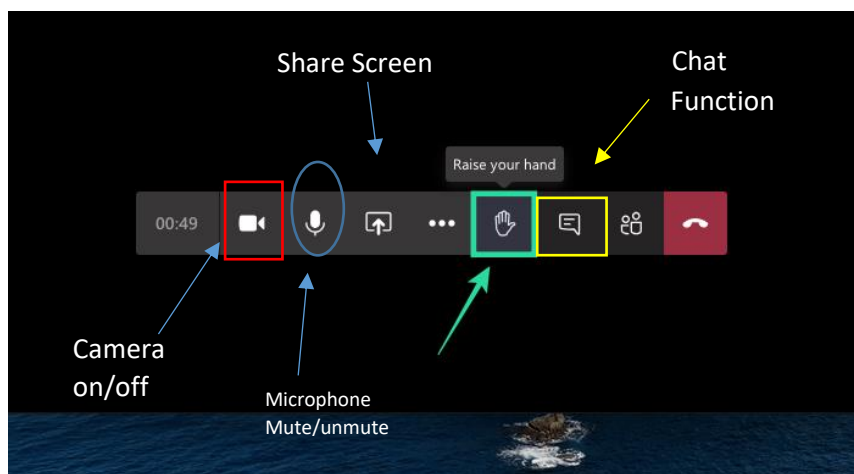 Share Screen
Chat
Function
Raise your hand
00:49
Camera
on/off
Microphone
Mute/unmute